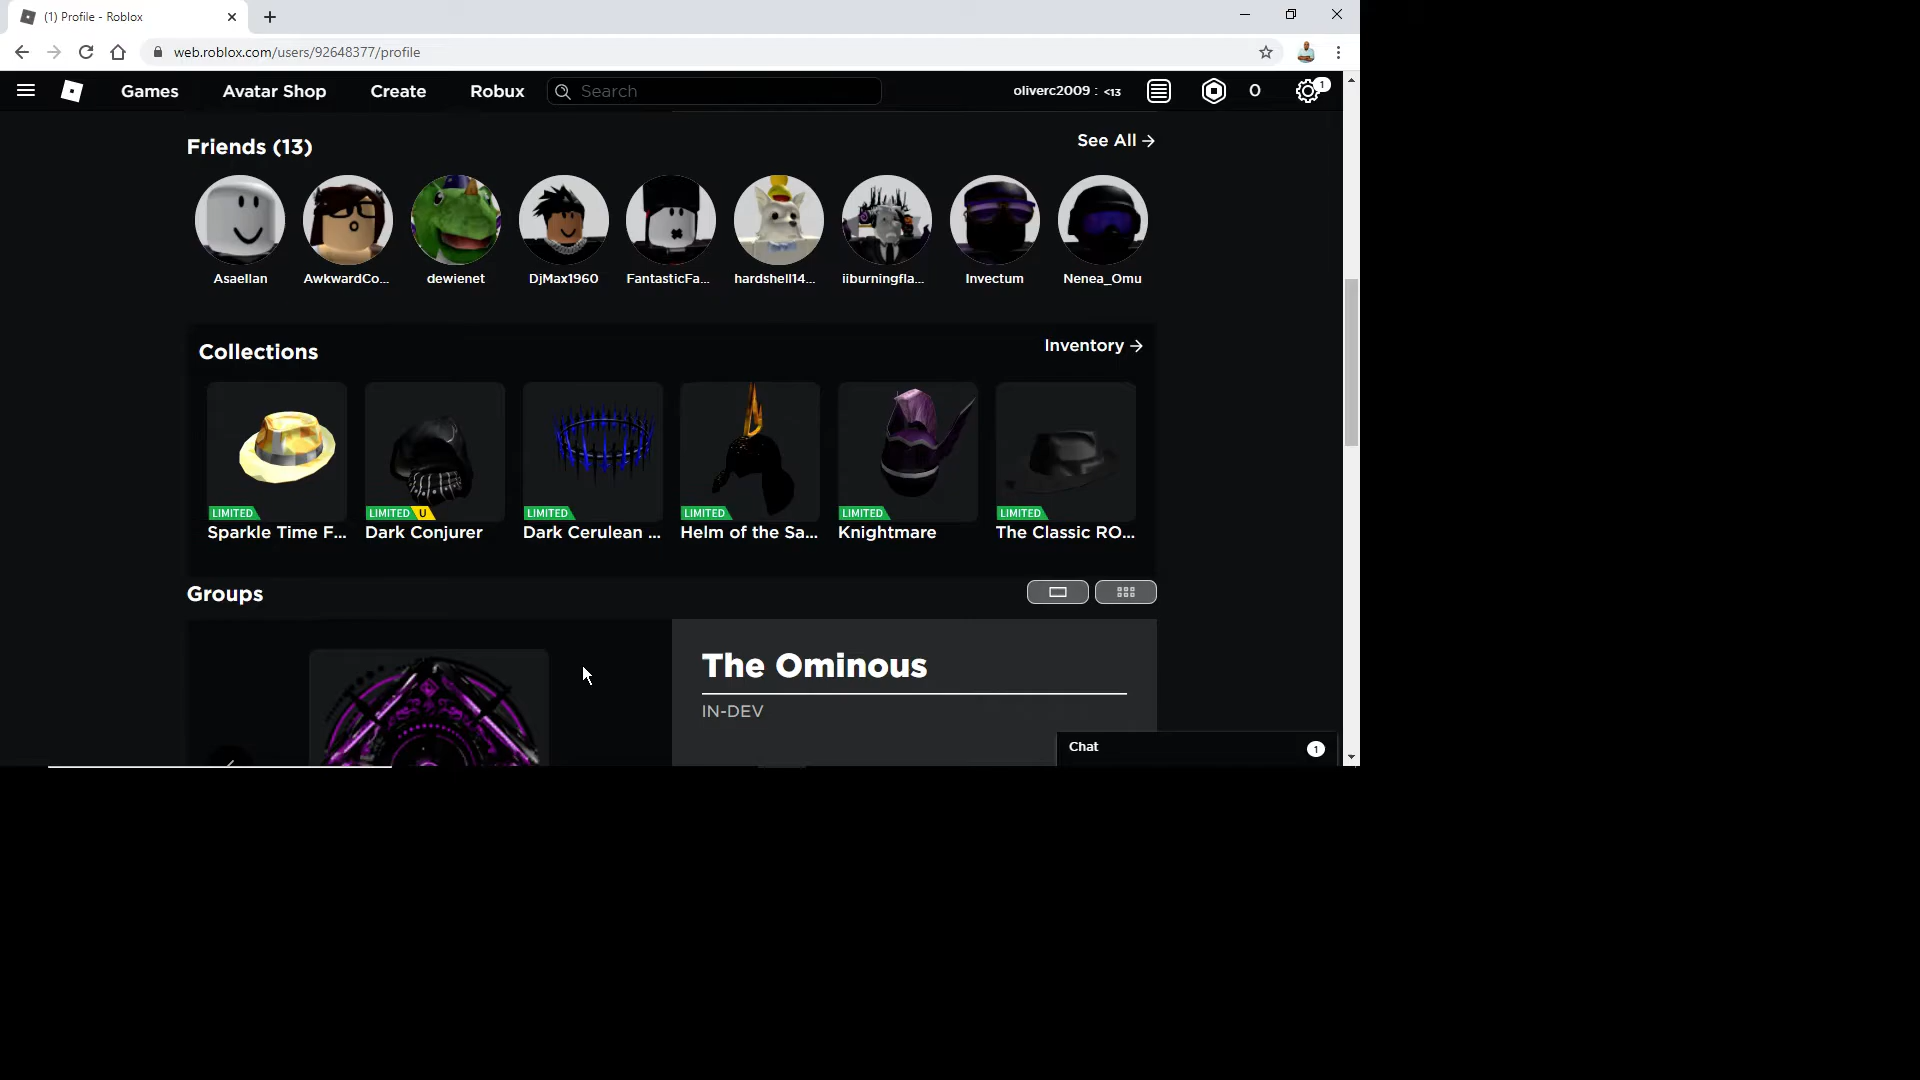 (1) Profile - Roblox
web.roblox.com/users/92648377/profile
Games Avatar Shop Create Robux Search oliverc2009 : <13 0 1
Friends (13) See All
Asaellan AwkwardCo... dewienet DjMax1960 FantasticFa... hardshell14... iiburningfla... Invectum Nenea_Omu
Collections Inventory
LIMITED LIMITED U LIMITED LIMITED LIMITED LIMITED
Sparkle Time F... Dark Conjurer Dark Cerulean ... Helm of the Sa... Knightmare The Classic RO...
Groups
The Ominous
IN-DEV
Chat 1